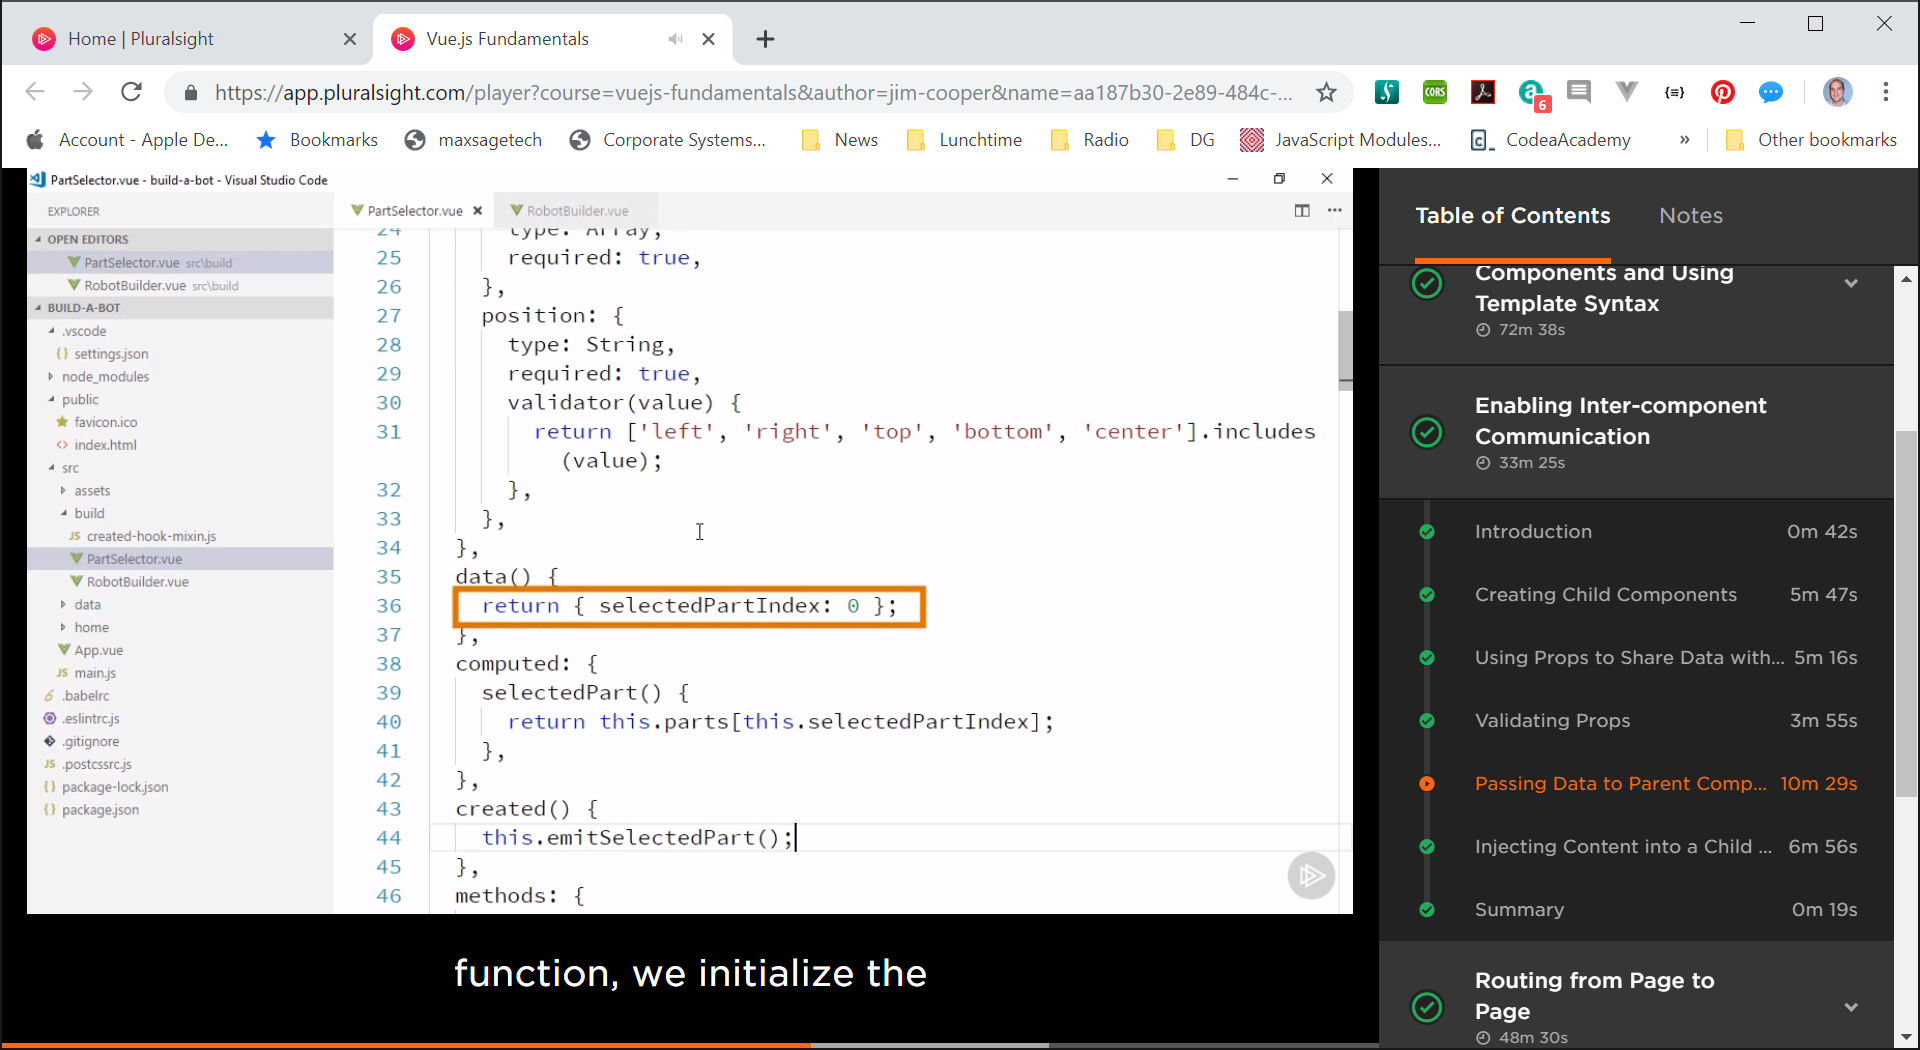 Home | Pluralsight
Vue.js Fundamentals
https://app.pluralsight.com/player?course=vuejs-fundamentals&author=jim-cooper&name=aa187b30-2e89-484c-...
CORS
6
{≡}
Account - Apple De...
Bookmarks
maxsagetech
Corporate Systems...
News
Lunchtime
Radio
DG
JavaScript Modules...
CodeaAcademy
»
Other bookmarks
PartSelector.vue - build-a-bot - Visual Studio Code
EXPLORER
OPEN EDITORS
PartSelector.vue src\build
RobotBuilder.vue src\build
BUILD-A-BOT
.vscode
{} settings.json
node_modules
public
favicon.ico
<> index.html
src
assets
build
JS created-hook-mixin.js
PartSelector.vue
RobotBuilder.vue
data
home
App.vue
JS main.js
.babelrc
.eslintrc.js
.gitignore
JS .postcssrc.js
{} package-lock.json
{} package.json
PartSelector.vue
RobotBuilder.vue
24 type: Array,
25 required: true,
26 },
27 position: {
28 type: String,
29 required: true,
30 validator(value) {
31 return ['left', 'right', 'top', 'bottom', 'center'].includes
(value);
32 },
33 },
34 },
35 data() {
36 return { selectedPartIndex: 0 };
37 },
38 computed: {
39 selectedPart() {
40 return this.parts[this.selectedPartIndex];
41 },
42 },
43 created() {
44 this.emitSelectedPart();
45 },
46 methods: {
function, we initialize the
Table of Contents
Notes
Components and Using
Template Syntax
72m 38s
Enabling Inter-component
Communication
33m 25s
Introduction 0m 42s
Creating Child Components 5m 47s
Using Props to Share Data with... 5m 16s
Validating Props 3m 55s
Passing Data to Parent Comp... 10m 29s
Injecting Content into a Child ... 6m 56s
Summary 0m 19s
Routing from Page to
Page
48m 30s